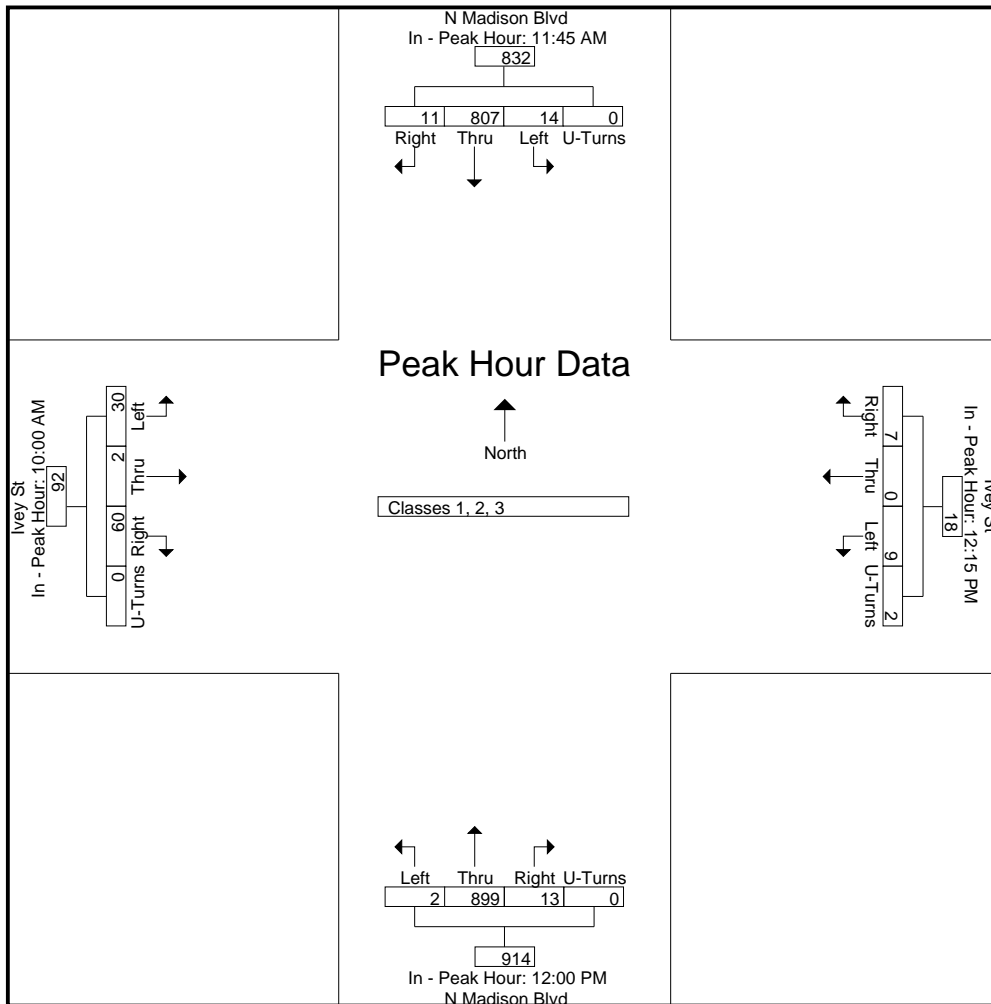 N Madison Blvd
In - Peak Hour: 11:45 AM
832
11 807 14 0
Right Thru Left U-Turns
Peak Hour Data
North
Classes 1, 2, 3
Ivey St
In - Peak Hour: 10:00 AM
92
30 2 60 0
Left Thru Right U-Turns
Right Thru Left U-Turns
7 0 9 2
18
In - Peak Hour: 12:15 PM
Ivey St
Left Thru Right U-Turns
2 899 13 0
914
In - Peak Hour: 12:00 PM
N Madison Blvd